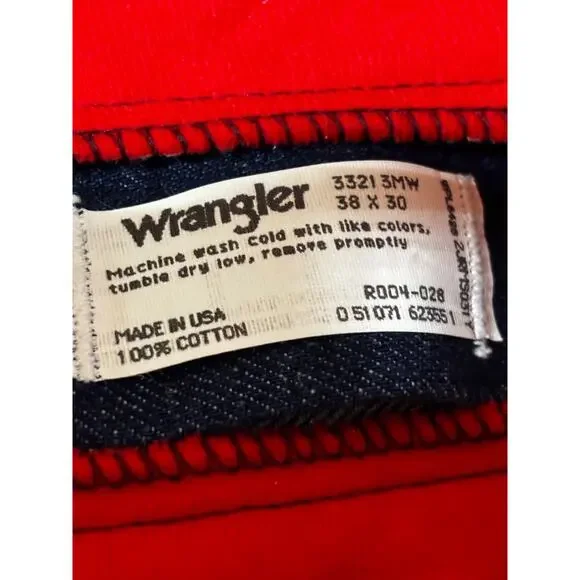 Wrangler
33213MW
38 X 30
Machine wash Cold with like colors,
tumble dry low, remove promptly
R004-028
MADE IN USA
100% COTTON
0 51071 623551